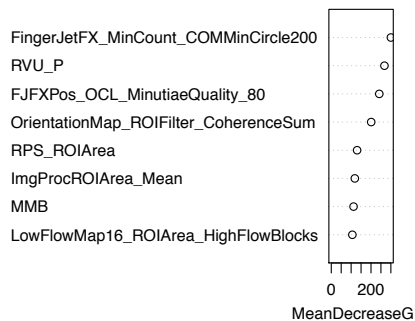 FingerJetFX_MinCount_COMMinCircle200
RVU_P
FJFXPos_OCL_MinutiaeQuality_80
OrientationMap_ROIFilter_CoherenceSum
RPS_ROIArea
ImgProcROIArea_Mean
MMB
LowFlowMap16_ROIArea_HighFlowBlocks
0 200
MeanDecreaseG